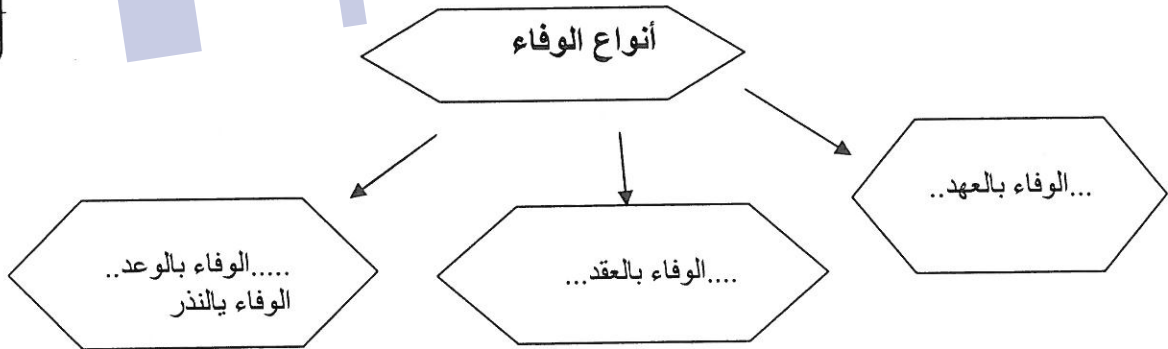 أنواع الوفاء
...الوفاء بالعهد..
....الوفاء بالعقد...
.....الوفاء بالوعد..
الوفاء يالنذر